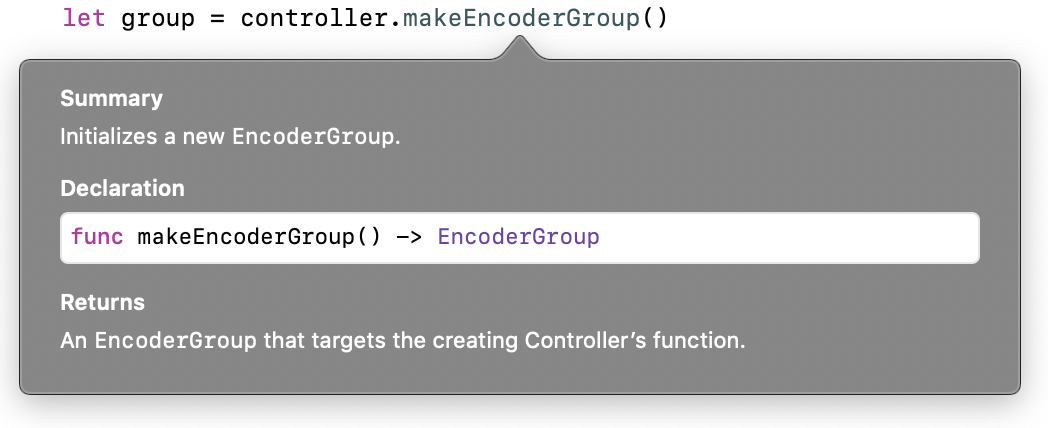 let group = controller.makeEncoderGroup()
Summary
Initializes a new EncoderGroup.
Declaration
func makeEncoderGroup() -> EncoderGroup
Returns
An EncoderGroup that targets the creating Controller’s function.